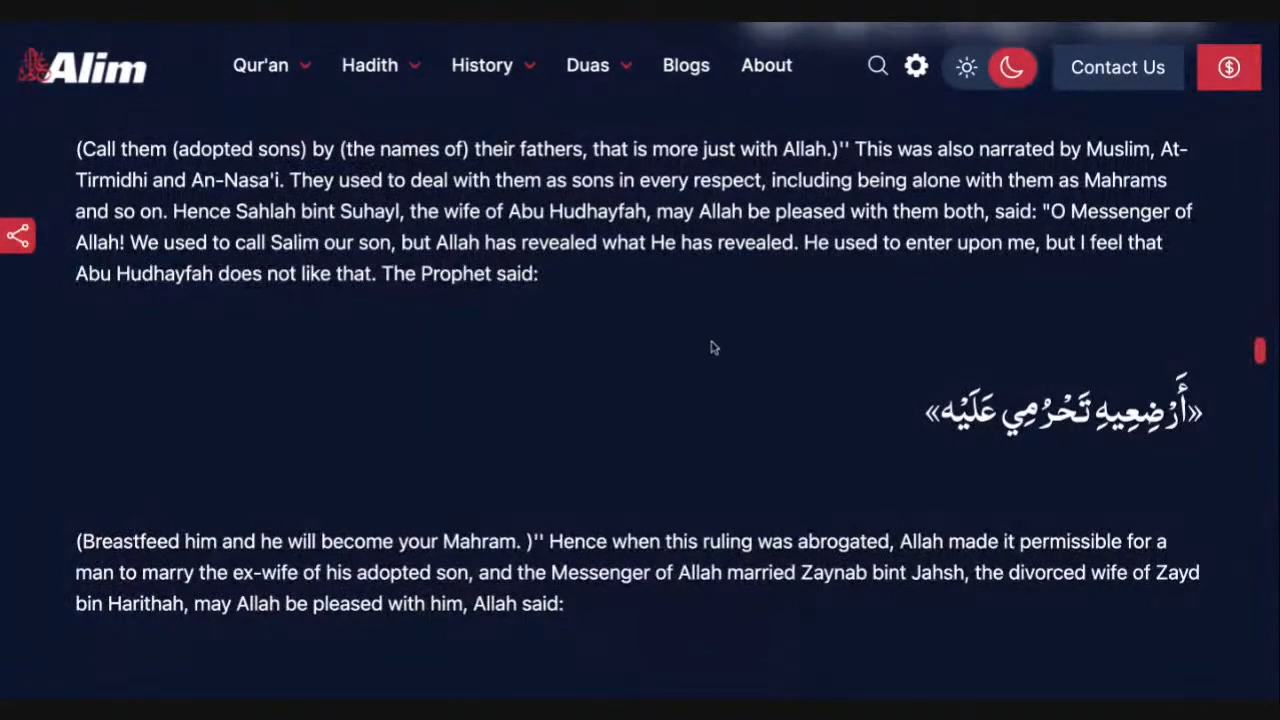 Alim
Qur'an Hadith History Duas Blogs About Contact Us
(Call them (adopted sons) by (the names of) their fathers, that is more just with Allah.)'' This was also narrated by Muslim, At-
Tirmidhi and An-Nasa'i. They used to deal with them as sons in every respect, including being alone with them as Mahrams
and so on. Hence Sahlah bint Suhayl, the wife of Abu Hudhayfah, may Allah be pleased with them both, said: "O Messenger of
Allah! We used to call Salim our son, but Allah has revealed what He has revealed. He used to enter upon me, but I feel that
Abu Hudhayfah does not like that. The Prophet said:
«أَرْضِعِيهِ تَحْرُمِي عَلَيْه»
(Breastfeed him and he will become your Mahram. )'' Hence when this ruling was abrogated, Allah made it permissible for a
man to marry the ex-wife of his adopted son, and the Messenger of Allah married Zaynab bint Jahsh, the divorced wife of Zayd
bin Harithah, may Allah be pleased with him, Allah said: